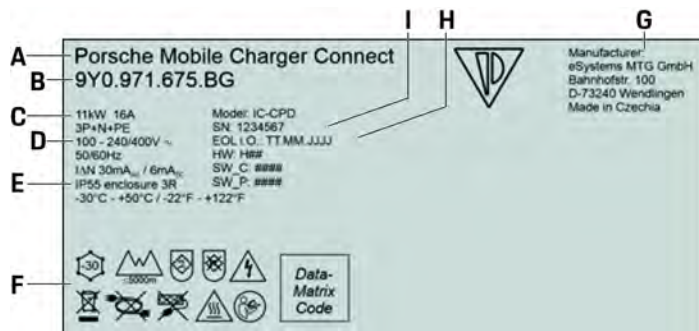 I H G
A Porsche Mobile Charger Connect
B 9Y0.971.675.BG
Manufacturer:
eSystems MTG GmbH
Bahnhofstr. 100
D-73240 Wendlingen
Made in Czechia
C 11kW 16A
3P+N+PE
D 100 - 240/400V ~
50/60Hz
IΔN 30mA AC / 6mA DC
E IP55 enclosure 3R
-30°C - +50°C / -22°F - +122°F
Model: IC-CPD
SN: 1234567
EOL i.O.: TT.MM.JJJJ
HW: H##
SW_C: ####
SW_P: ####
F
-30
≤5000m
Data-
Matrix
Code